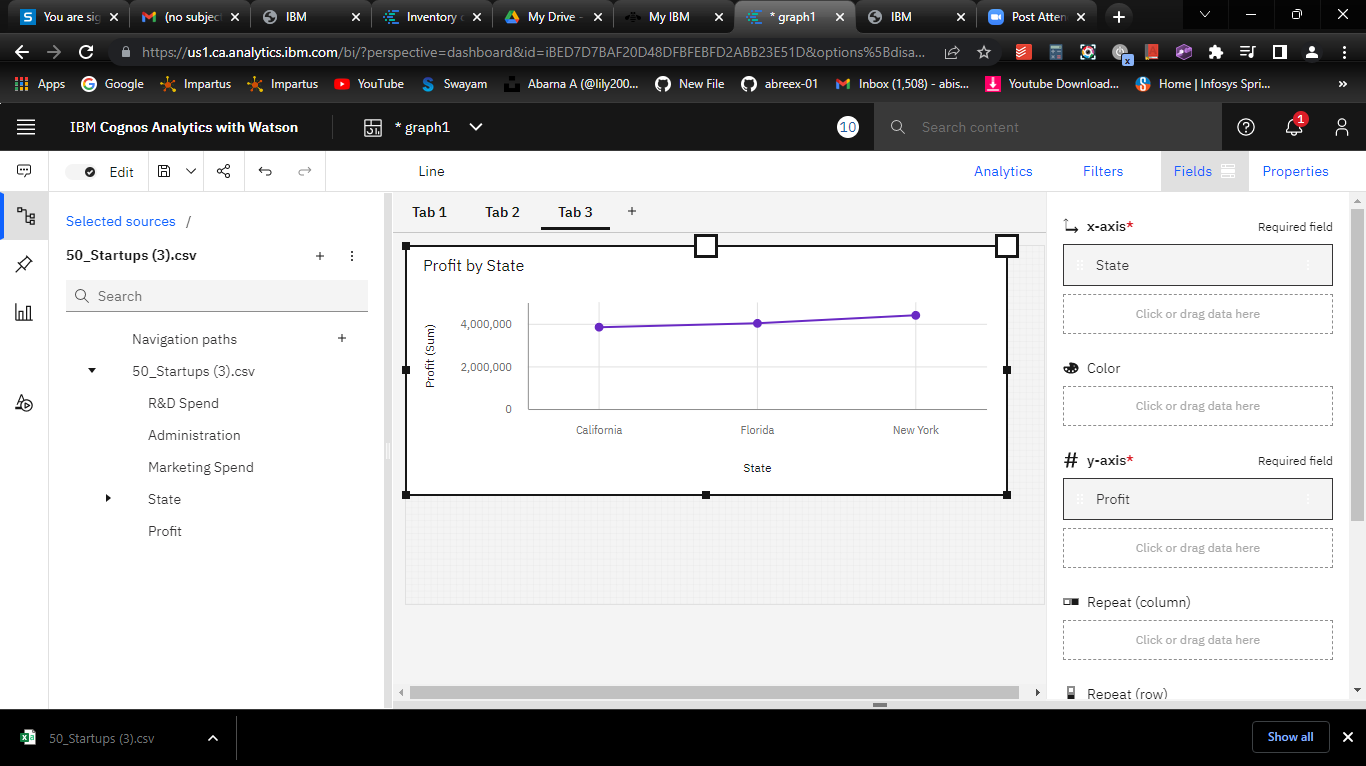 You are sig
(no subjec
IBM
Inventory
My Drive -
My IBM
* graph1
IBM
Post Atten
https://us1.ca.analytics.ibm.com/bi/?perspective=dashboard&id=iBED7D7BAF20D48DFBFEBFD2ABB23E51D&options%5Bdisa...
Apps
Google
Impartus
Impartus
YouTube
Swayam
Abarna A (@lily200...
New File
abreex-01
Inbox (1,508) - abis...
Youtube Download...
Home | Infosys Spri...
»
IBM Cognos Analytics with Watson
* graph1
10
Search content
1
Edit
Line
Analytics
Filters
Fields
Properties
Selected sources /
50_Startups (3).csv
Search
Navigation paths
50_Startups (3).csv
R&D Spend
Administration
Marketing Spend
State
Profit
Tab 1
Tab 2
Tab 3
Profit by State
Profit (Sum)
4,000,000
2,000,000
0
California
Florida
New York
State
x-axis*
Required field
State
Click or drag data here
Color
Click or drag data here
# y-axis*
Required field
Profit
Click or drag data here
Repeat (column)
Click or drag data here
Repeat (row)
50_Startups (3).csv
Show all